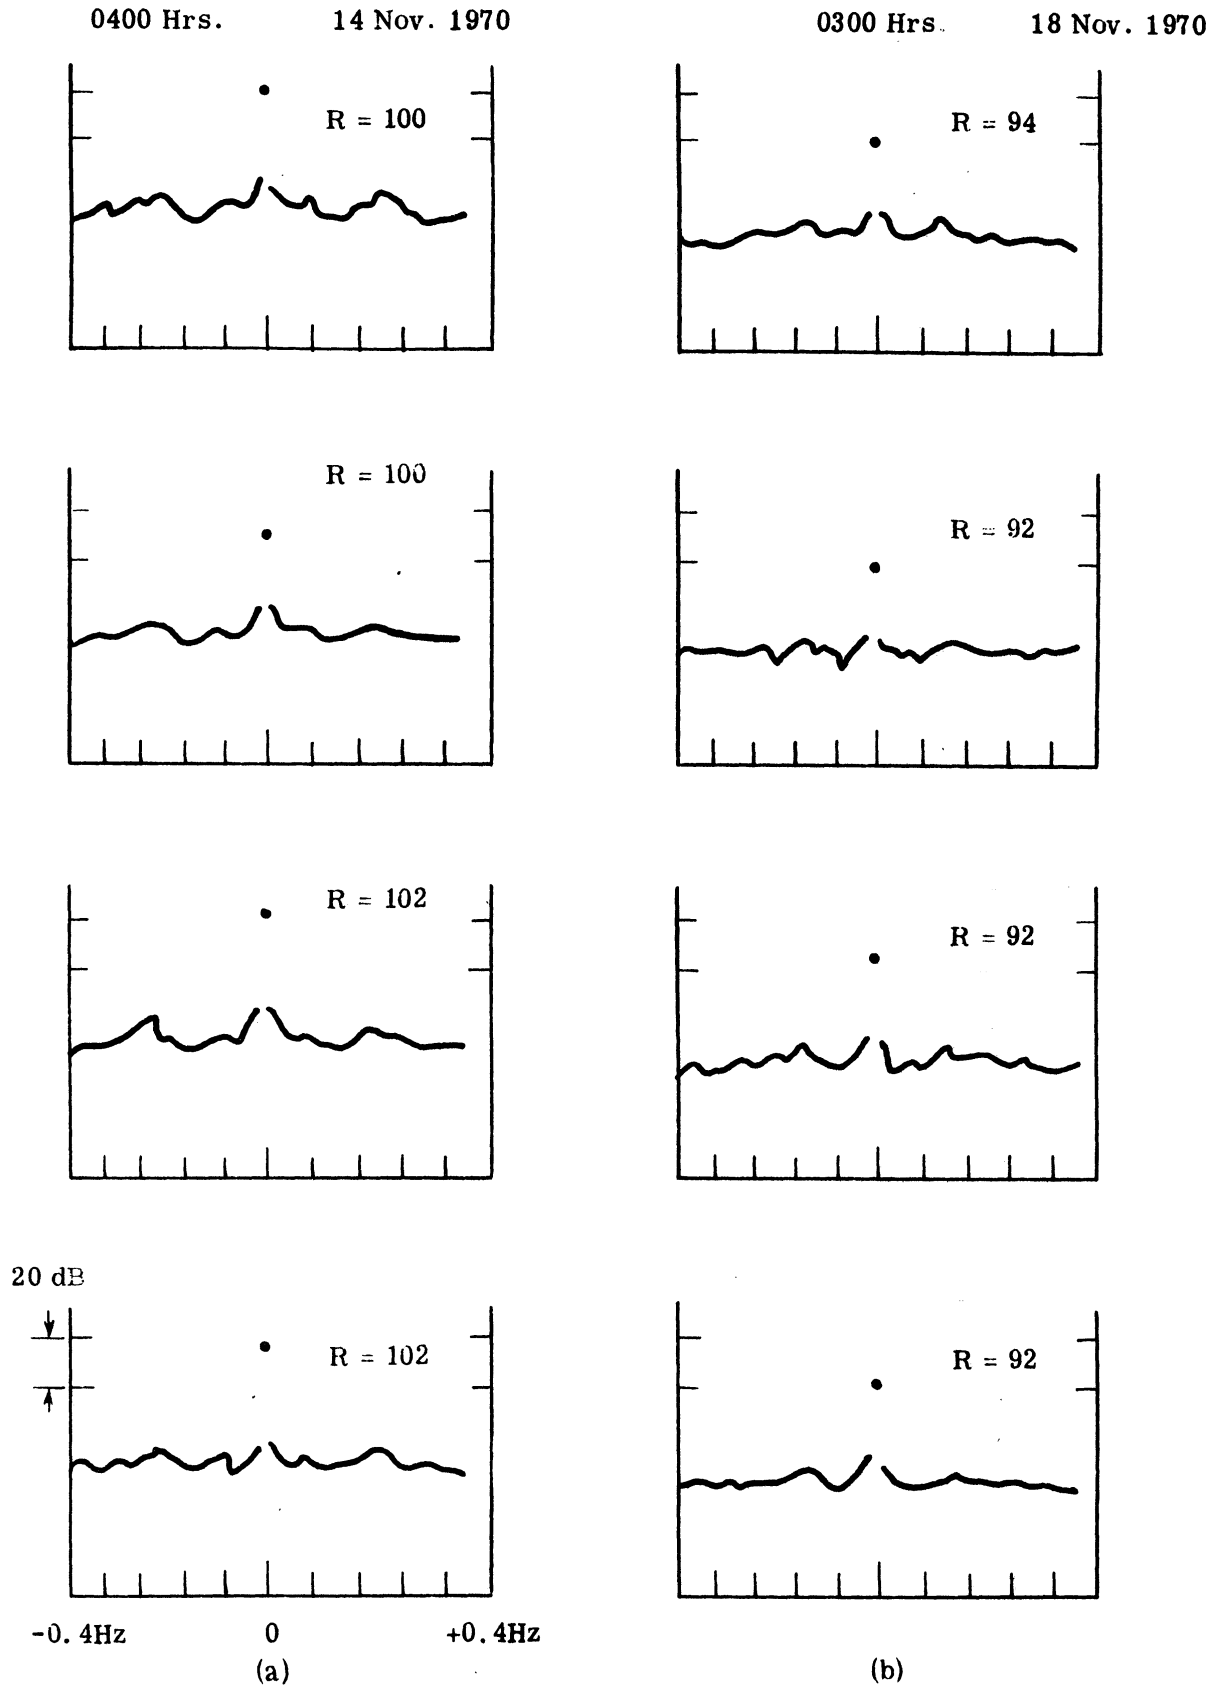 0400 Hrs. 14 Nov. 1970
0300 Hrs. 18 Nov. 1970
R = 100
R = 94
R = 100
R = 92
R = 102
R = 92
20 dB
R = 102
R = 92
-0.4Hz 0 +0.4Hz
(a)
(b)